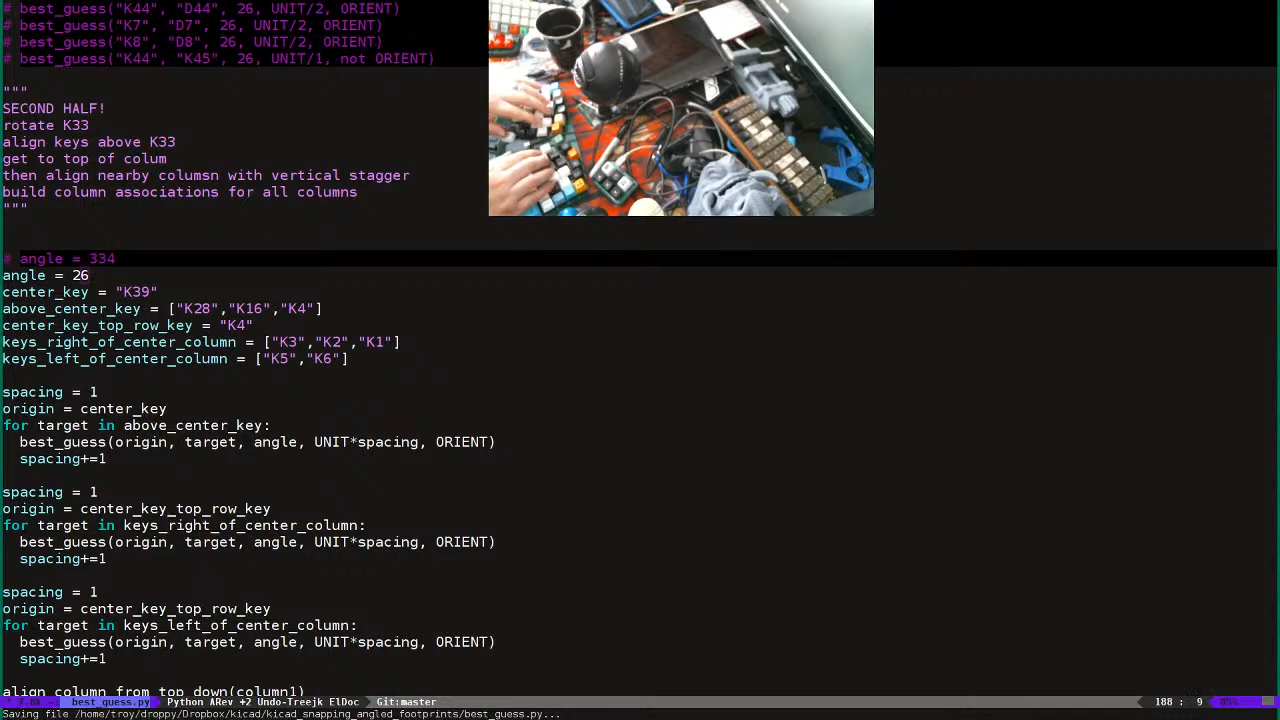 # best_guess("K44", "D44", 26, UNIT/2, ORIENT)
# best_guess("K7", "D7", 26, UNIT/2, ORIENT)
# best_guess("K8", "D8", 26, UNIT/2, ORIENT)
# best_guess("K44", "K45", 26, UNIT/1, not ORIENT)
"""
SECOND HALF!
rotate K33
align keys above K33
get to top of colum
then align nearby columsn with vertical stagger
build column associations for all columns
"""
# angle = 334
angle = 26
center_key = "K39"
above_center_key = ["K28","K16","K4"]
center_key_top_row_key = "K4"
keys_right_of_center_column = ["K3","K2","K1"]
keys_left_of_center_column = ["K5","K6"]
spacing = 1
origin = center_key
for target in above_center_key:
best_guess(origin, target, angle, UNIT*spacing, ORIENT)
spacing+=1
spacing = 1
origin = center_key_top_row_key
for target in keys_right_of_center_column:
best_guess(origin, target, angle, UNIT*spacing, ORIENT)
spacing+=1
spacing = 1
origin = center_key_top_row_key
for target in keys_left_of_center_column:
best_guess(origin, target, angle, UNIT*spacing, ORIENT)
spacing+=1
align_column_from_top_down(column1)
best_guess.py Python ARev +2 Undo-Treejk ElDoc Git:master 188 : 9 85%
Saving file /home/troy/droppy/Dropbox/kicad/kicad_snapping_angled_footprints/best_guess.py...